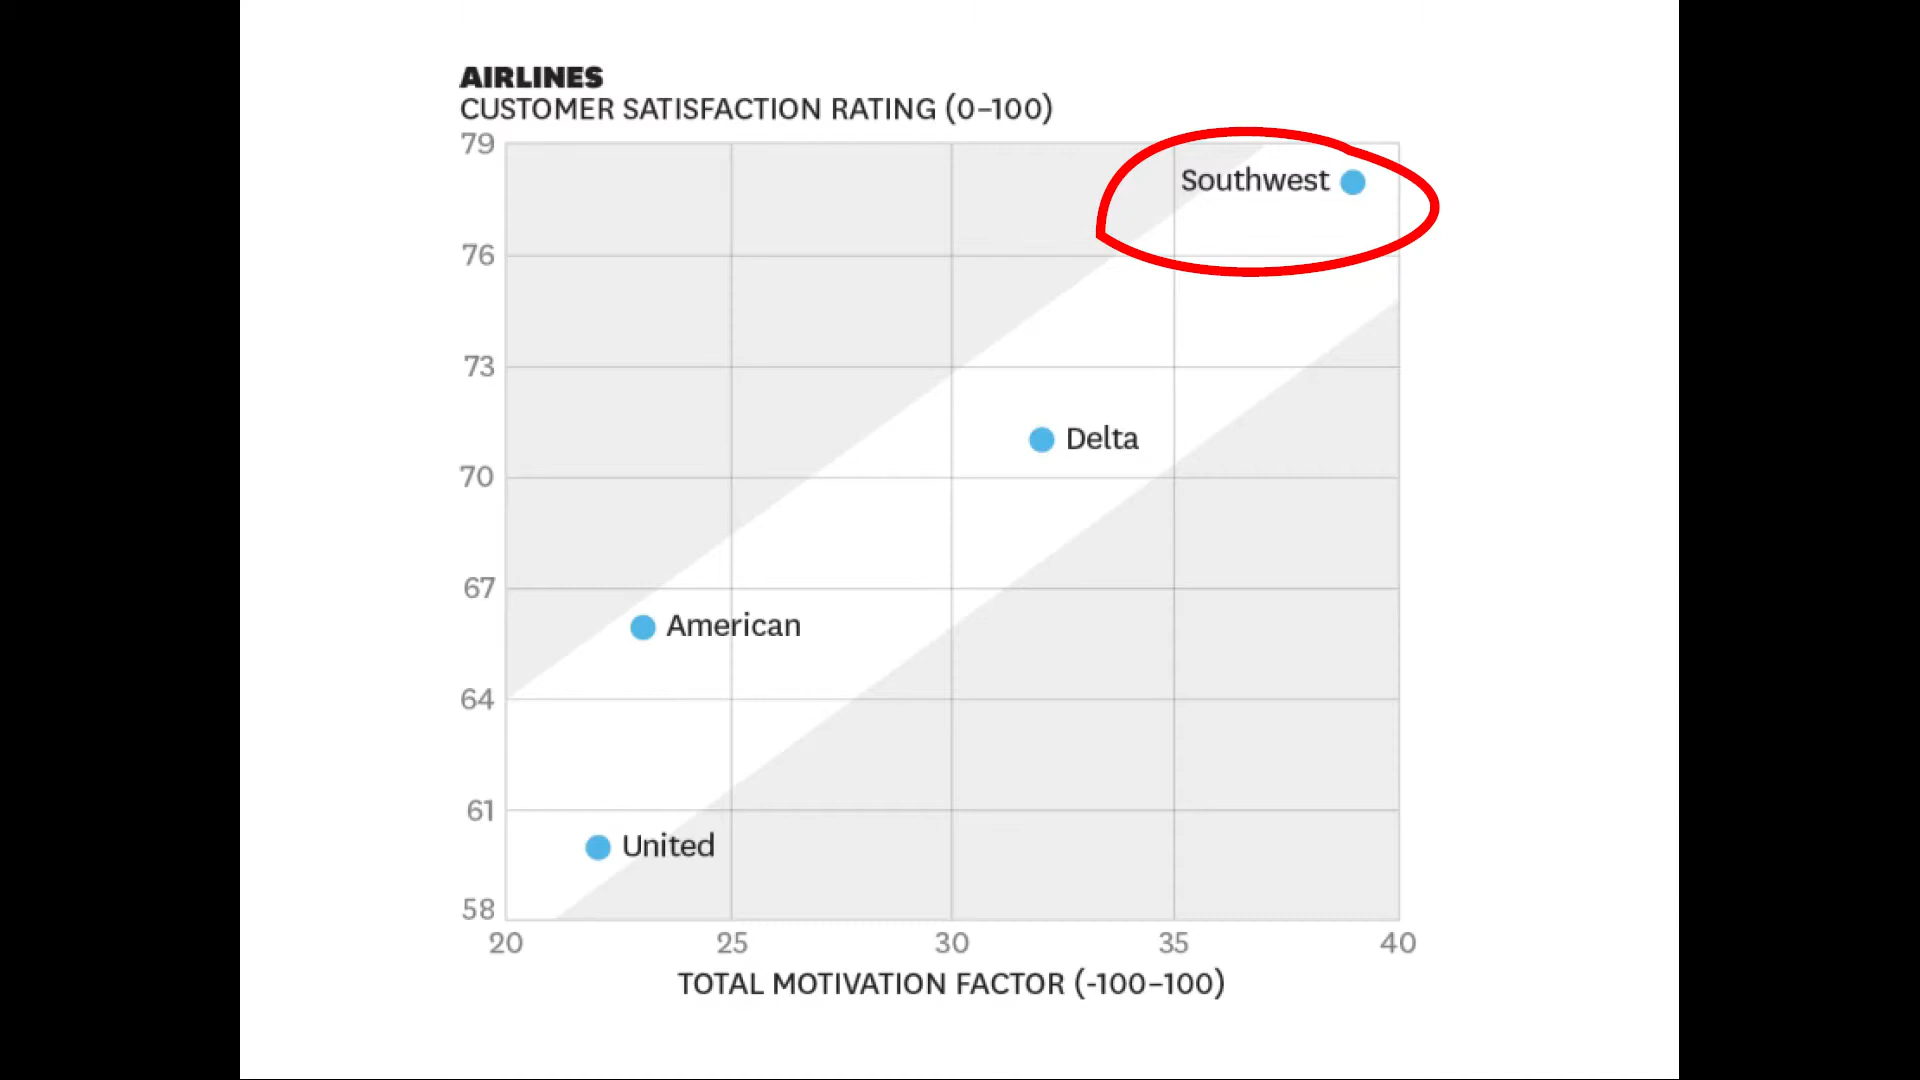 AIRLINES
CUSTOMER SATISFACTION RATING (0–100)
79
Southwest
76
73
Delta
70
67
American
64
61
United
58
20 25 30 35 40
TOTAL MOTIVATION FACTOR (-100–100)